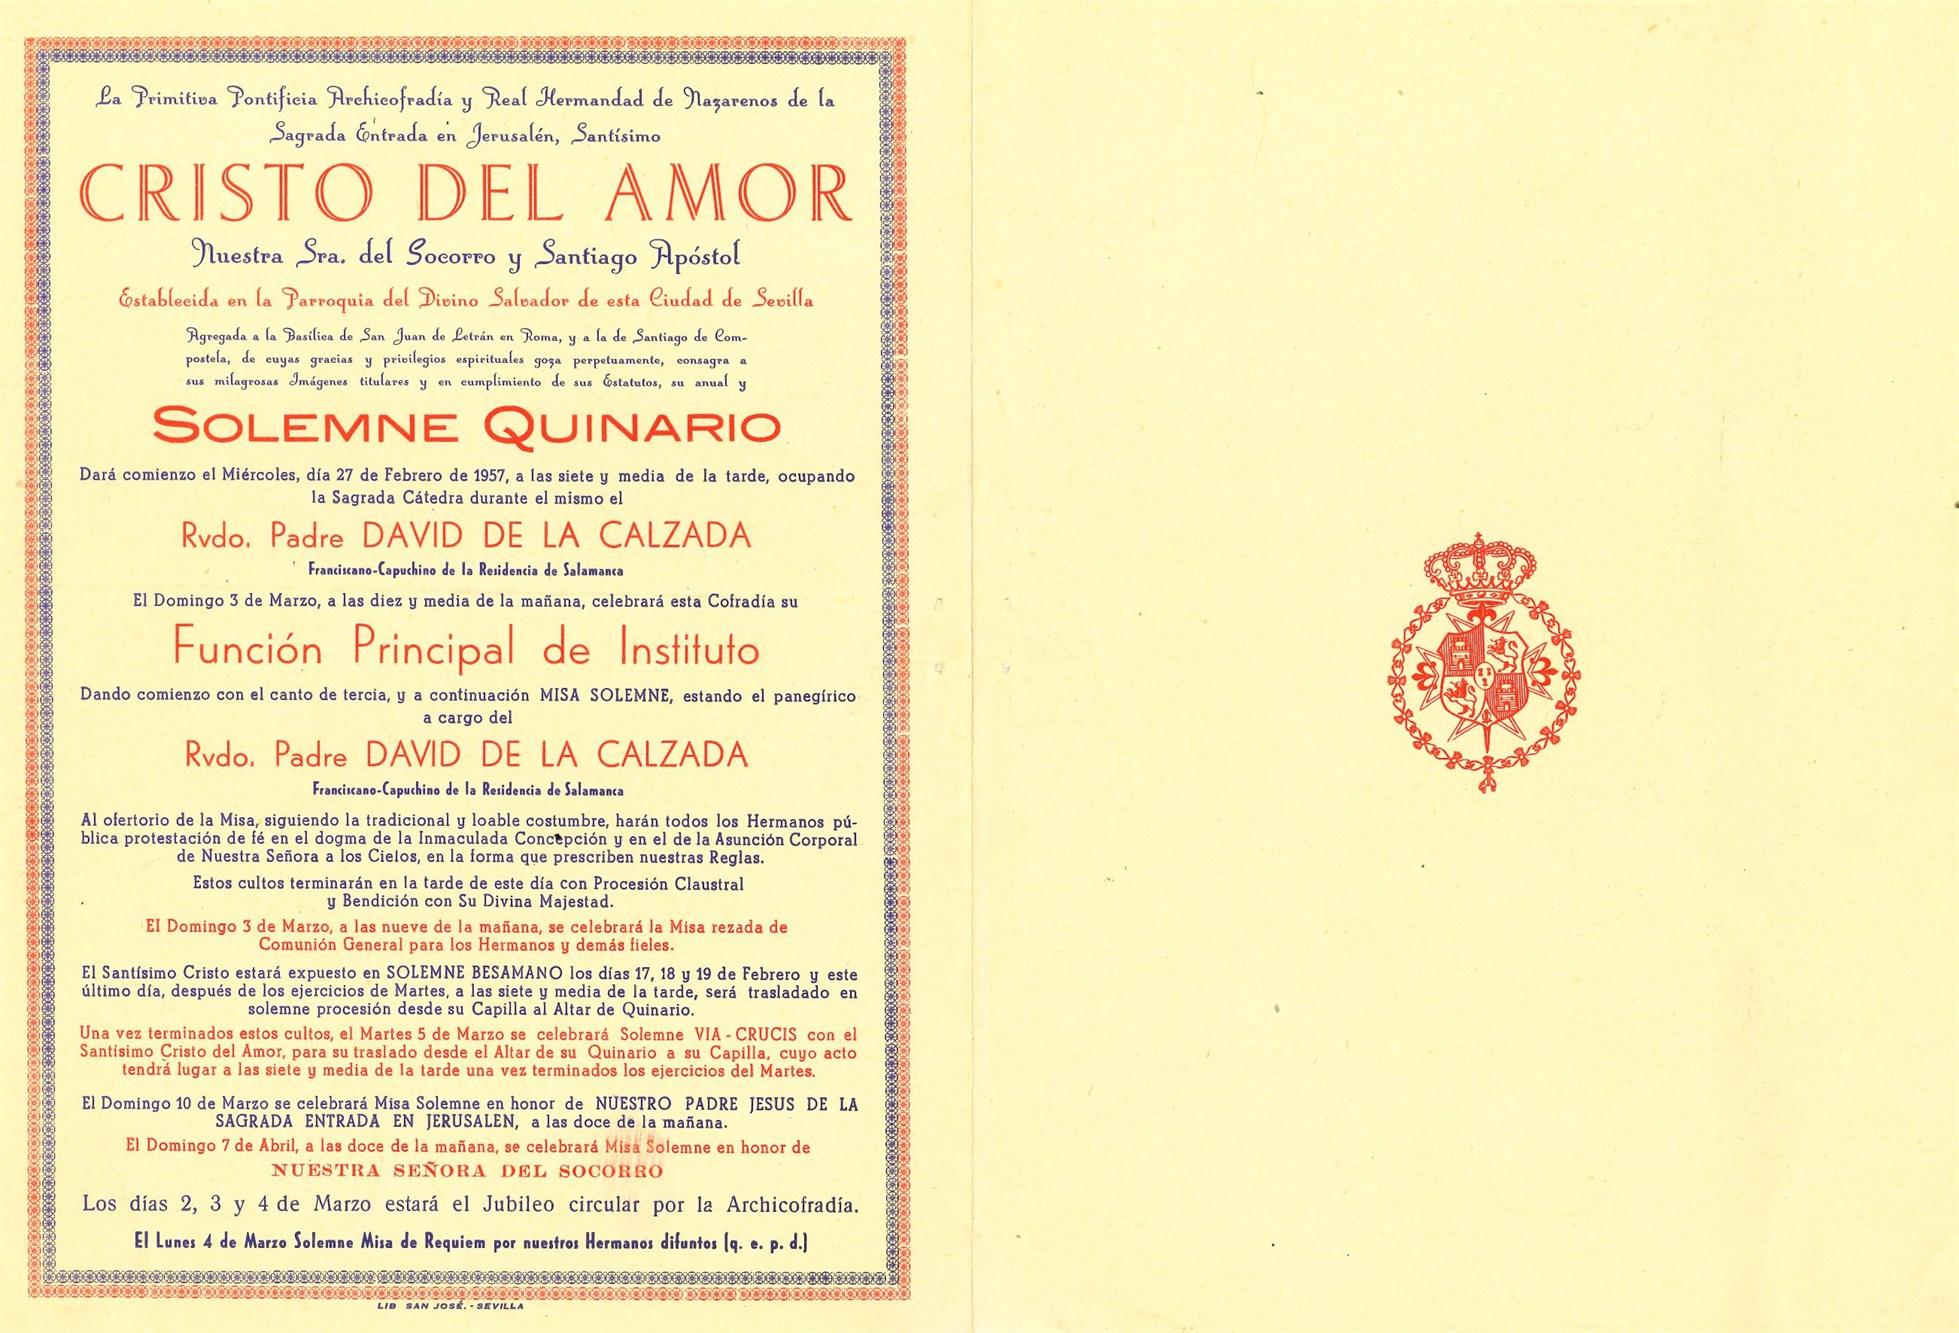 La Primitiva Pontificia Archicofradía y Real Hermandad de Nazarenos de la
Sagrada Entrada en Jerusalén, Santísimo
CRISTO DEL AMOR
Nuestra Sra. del Socorro y Santiago Apóstol
Establecida en la Parroquia del Divino Salvador de esta Ciudad de Sevilla
Agregada a la Basílica de San Juan de Letrán en Roma, y a la de Santiago de Com-
postela, de cuyas gracias y privilegios espirituales goza perpetuamente, consagra a
sus milagrosas Imágenes titulares y en cumplimiento de sus Estatutos, su anual y
SOLEMNE QUINARIO
Dará comienzo el Miércoles, día 27 de Febrero de 1957, a las siete y media de la tarde, ocupando
la Sagrada Cátedra durante el mismo el
Rvdo. Padre DAVID DE LA CALZADA
Franciscano-Capuchino de la Residencia de Salamanca
El Domingo 3 de Marzo, a las diez y media de la mañana, celebrará esta Cofradía su
Función Principal de Instituto
Dando comienzo con el canto de tercia, y a continuación MISA SOLEMNE, estando el panegírico
a cargo del
Rvdo. Padre DAVID DE LA CALZADA
Franciscano-Capuchino de la Residencia de Salamanca
Al ofertorio de la Misa, siguiendo la tradicional y loable costumbre, harán todos los Hermanos pú-
blica protestación de fé en el dogma de la Inmaculada Concepción y en el de la Asunción Corporal
de Nuestra Señora a los Cielos, en la forma que prescriben nuestras Reglas.
Estos cultos terminarán en la tarde de este día con Procesión Claustral
y Bendición con Su Divina Majestad.
El Domingo 3 de Marzo, a las nueve de la mañana, se celebrará la Misa rezada de
Comunión General para los Hermanos y demás fieles.
El Santísimo Cristo estará expuesto en SOLEMNE BESAMANO los días 17, 18 y 19 de Febrero y este
último día, después de los ejercicios de Martes, a las siete y media de la tarde, será trasladado en
solemne procesión desde su Capilla al Altar de Quinario.
Una vez terminados estos cultos, el Martes 5 de Marzo se celebrará Solemne VIA - CRUCIS con el
Santísimo Cristo del Amor, para su traslado desde el Altar de su Quinario a su Capilla, cuyo acto
tendrá lugar a las siete y media de la tarde una vez terminados los ejercicios del Martes.
El Domingo 10 de Marzo se celebrará Misa Solemne en honor de NUESTRO PADRE JESUS DE LA
SAGRADA ENTRADA EN JERUSALEN, a las doce de la mañana.
El Domingo 7 de Abril, a las doce de la mañana, se celebrará Misa Solemne en honor de
NUESTRA SEÑORA DEL SOCORRO
Los días 2, 3 y 4 de Marzo estará el Jubileo circular por la Archicofradía.
El Lunes 4 de Marzo Solemne Misa de Requiem por nuestros Hermanos difuntos (q. e. p. d.)
LIB SAN JOSÉ. - SEVILLA